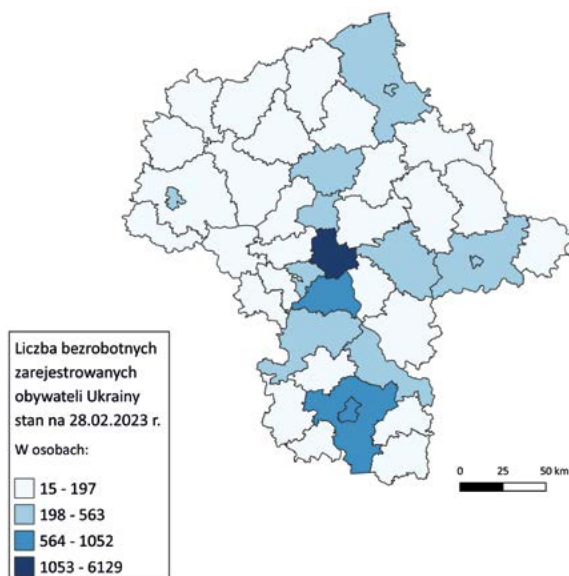 Liczba bezrobotnych
zarejestrowanych
obywateli Ukrainy
stan na 28.02.2023 r.
W osobach:
15 - 197
198 - 563
564 - 1052
1053 - 6129
0 25 50 km